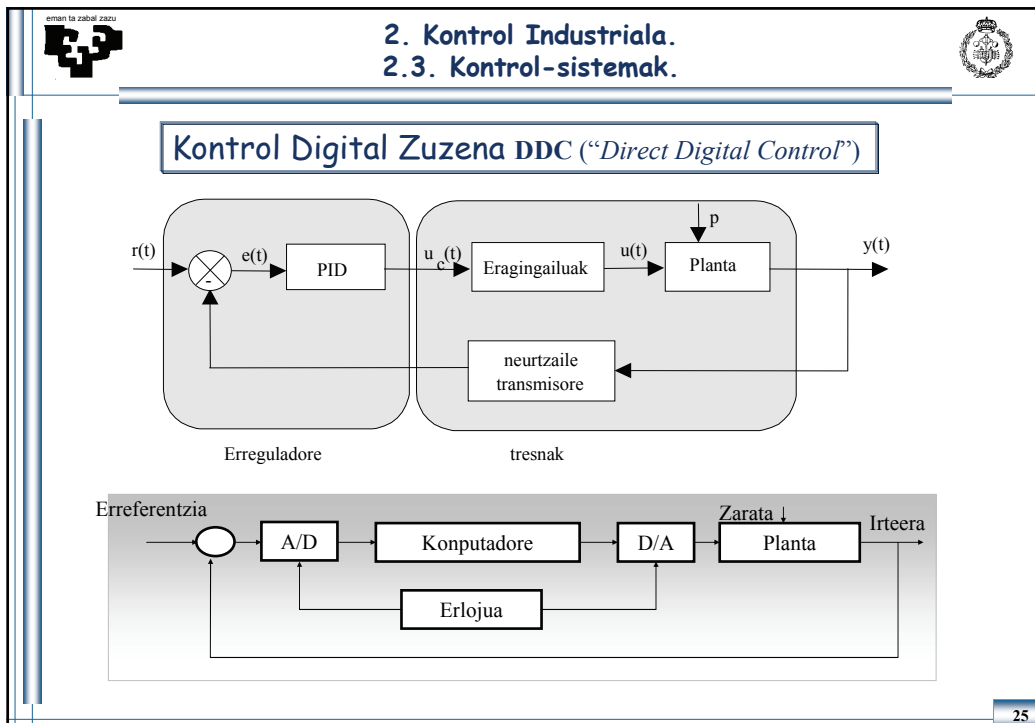 eman ta zabal zazu
2. Kontrol Industriala.
2.3. Kontrol-sistemak.
Kontrol Digital Zuzena DDC (“Direct Digital Control”)
p
r(t)
e(t)
PID
u_c(t)
Eragingailuak
u(t)
Planta
y(t)
-
neurtzaile
transmisore
Erreguladore
tresnak
Erreferentzia
Zarata
Irteera
A/D
Konputadore
D/A
Planta
Erlojua
25